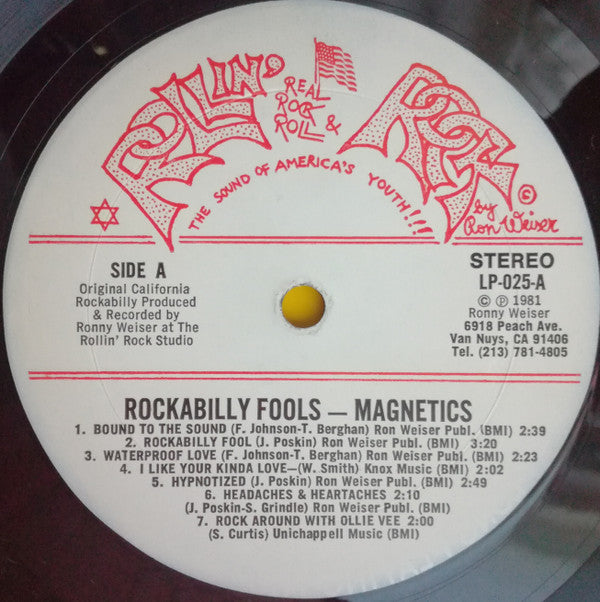 ROLLIN' ROCK
REAL
ROCK
&
ROLL
THE SOUND OF AMERICA'S YOUTH!!!
©
by
Ron Weiser
SIDE A
Original California
Rockabilly Produced
& Recorded by
Ronny Weiser at The
Rollin' Rock Studio
STEREO
LP-025-A
© ℗ 1981
Ronny Weiser
6918 Peach Ave.
Van Nuys, CA 91406
Tel. (213) 781-4805
ROCKABILLY FOOLS — MAGNETICS
1. BOUND TO THE SOUND (F. Johnson-T. Berghan) Ron Weiser Publ. (BMI) 2:39
2. ROCKABILLY FOOL (J. Poskin) Ron Weiser Publ. (BMI) 3:20
3. WATERPROOF LOVE (F. Johnson-T. Berghan) Ron Weiser Publ. (BMI) 2:23
4. I LIKE YOUR KINDA LOVE—(W. Smith) Knox Music (BMI) 2:02
5. HYPNOTIZED (J. Poskin) Ron Weiser Publ. (BMI) 2:49
6. HEADACHES & HEARTACHES 2:10
(J. Poskin-S. Grindle) Ron Weiser Publ. (BMI)
7. ROCK AROUND WITH OLLIE VEE 2:00
(S. Curtis) Unichappell Music (BMI)